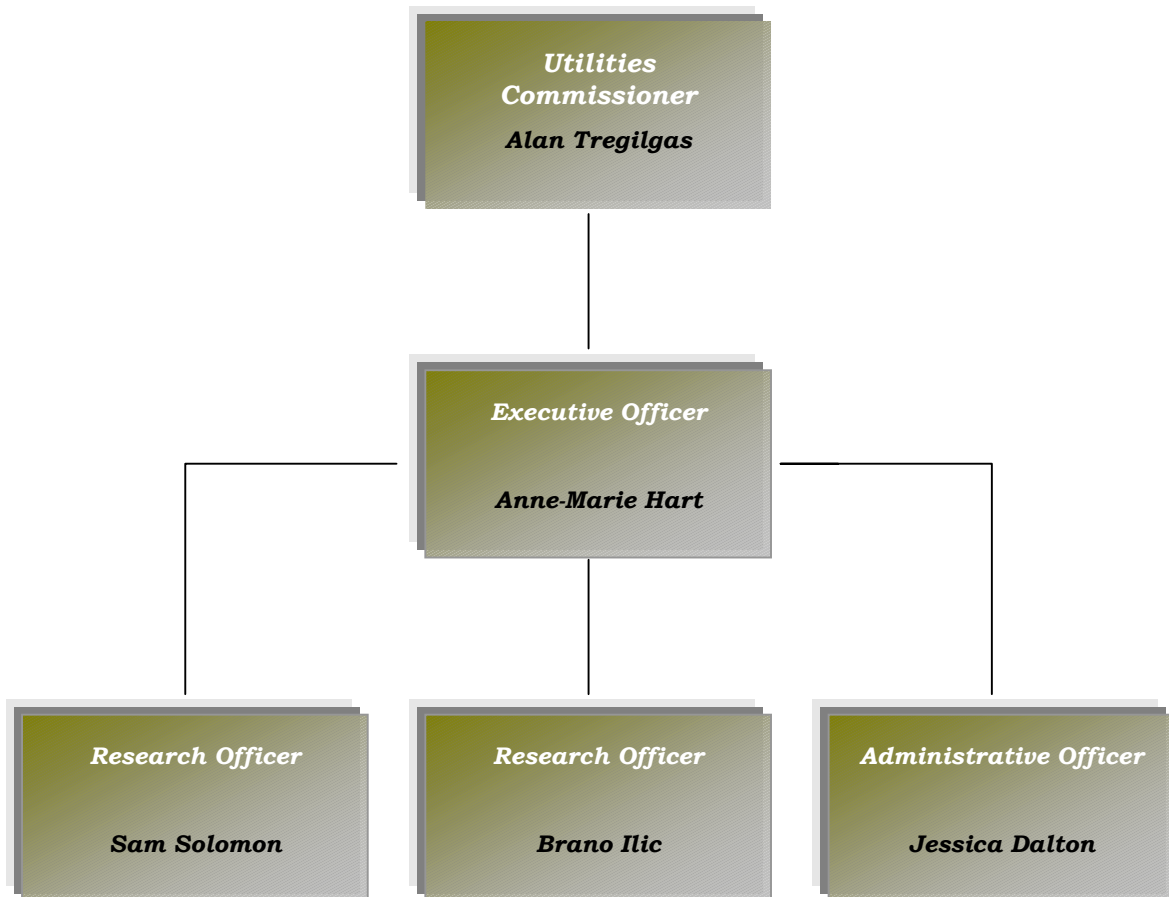 Utilities
Commissioner
Alan Tregilgas
Executive Officer
Anne-Marie Hart
Research Officer
Sam Solomon
Research Officer
Brano Ilic
Administrative Officer
Jessica Dalton